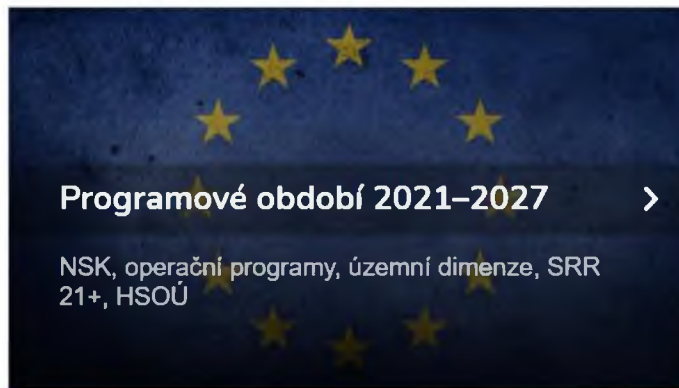 Programové období 2021–2027
NSK, operační programy, územní dimenze, SRR
21+, HSOÚ